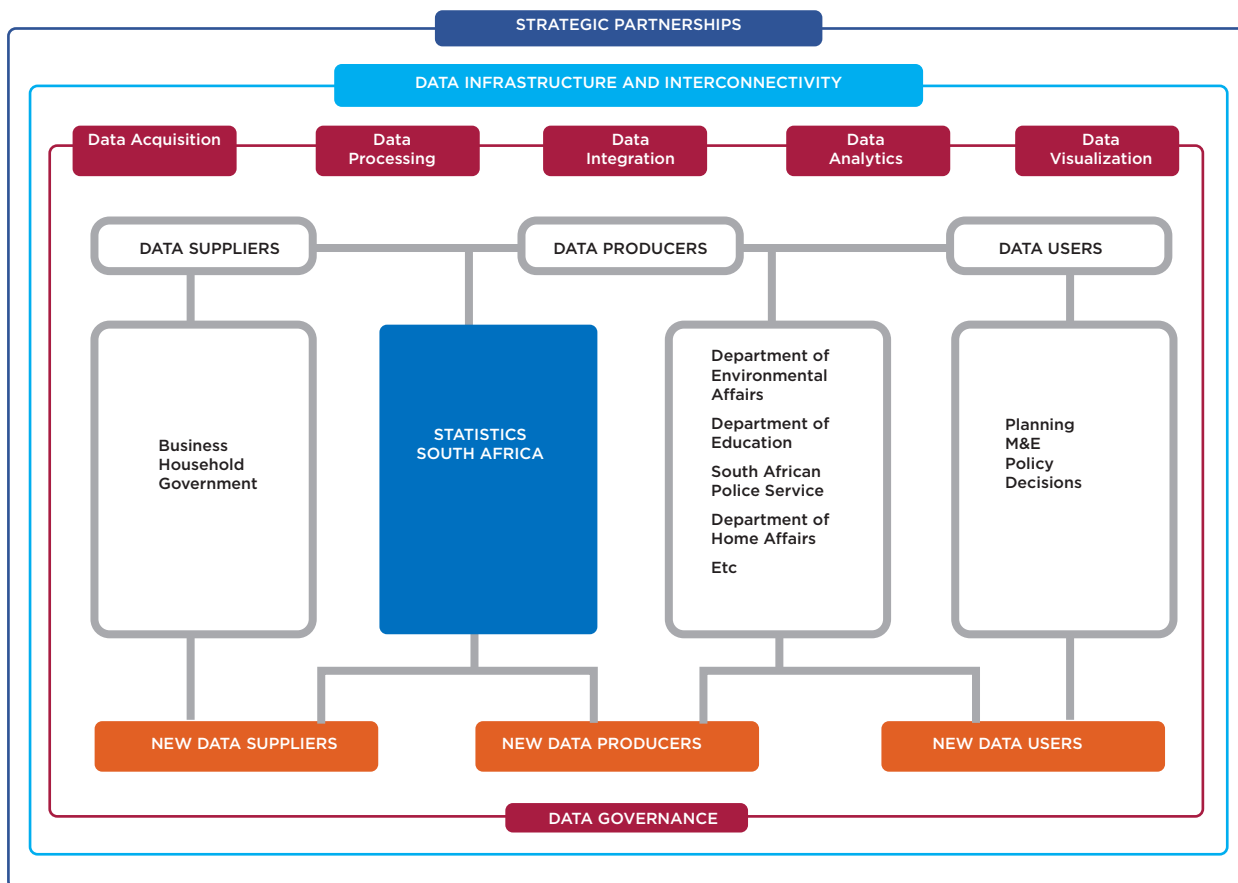 STRATEGIC PARTNERSHIPS
DATA INFRASTRUCTURE AND INTERCONNECTIVITY
Data Acquisition
Data
Processing
Data
Integration
Data
Analytics
Data
Visualization
DATA SUPPLIERS
DATA PRODUCERS
DATA USERS
Business
Household
Government
STATISTICS
SOUTH AFRICA
Department of
Environmental
Affairs
Department of
Education
South African
Police Service
Department of
Home Affairs
Etc
Planning
M&E
Policy
Decisions
NEW DATA SUPPLIERS
NEW DATA PRODUCERS
NEW DATA USERS
DATA GOVERNANCE